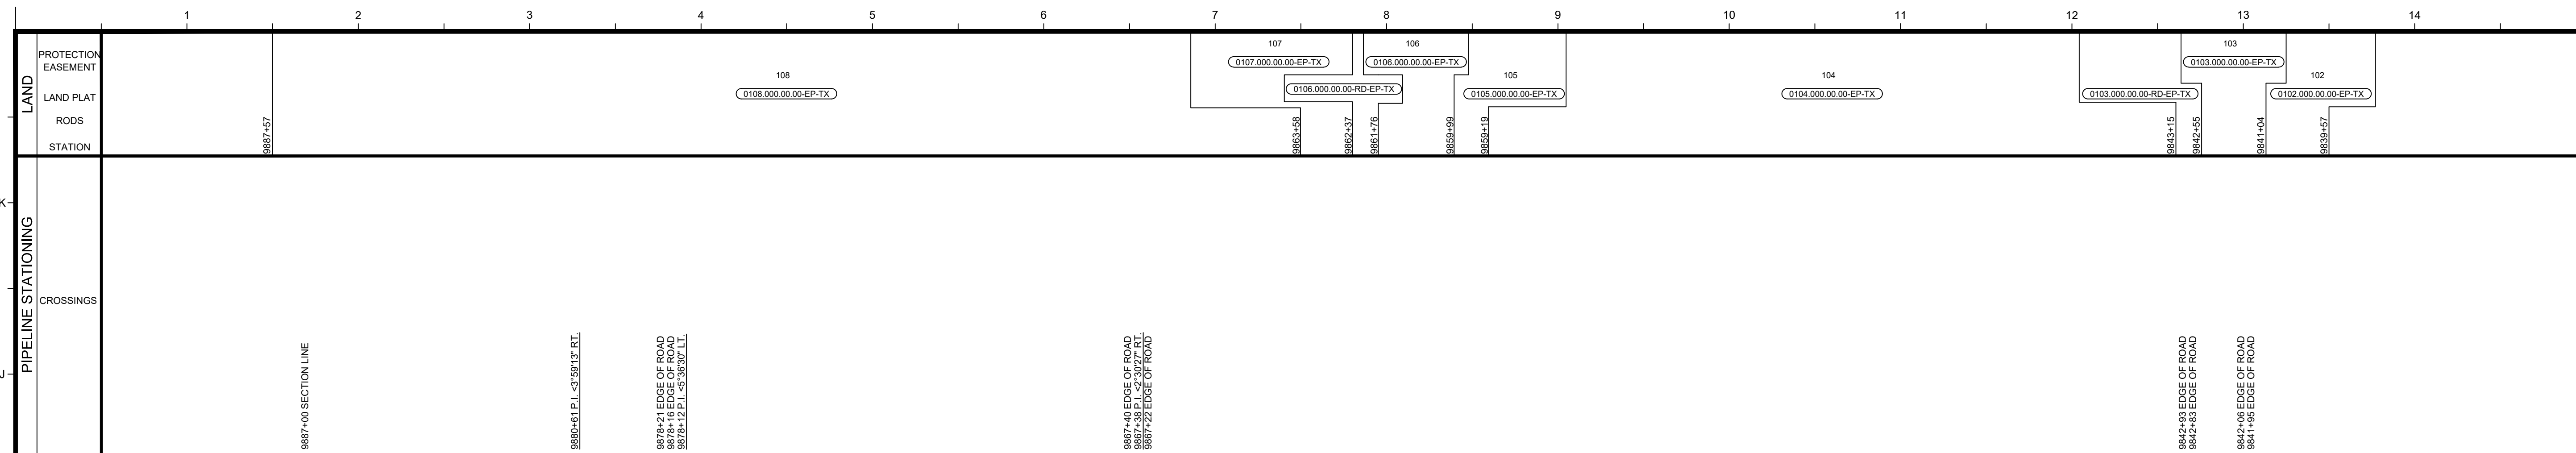 1 2 3 4 5 6 7 8 9 10 11 12 13 14
LAND
PROTECTION
EASEMENT
LAND PLAT
RODS
STATION
108
0108.000.00.00-EP-TX
107
0107.000.00.00-EP-TX
106
0106.000.00.00-EP-TX
0106.000.00.00-RD-EP-TX
105
0105.000.00.00-EP-TX
104
0104.000.00.00-EP-TX
103
0103.000.00.00-EP-TX
0103.000.00.00-RD-EP-TX
102
0102.000.00.00-EP-TX
9887+57
9863+58
9862+37
9861+76
9859+99
9859+19
9843+15
9842+55
9841+04
9839+57
K
J
PIPELINE STATIONING
CROSSINGS
9887+00 SECTION LINE
9880+61 P.I. <3°59'13" RT.
9878+21 EDGE OF ROAD
9878+16 EDGE OF ROAD
9878+12 P.I. <5°36'30" LT.
9867+40 EDGE OF ROAD
9867+38 P.I. <2°30'27" RT.
9867+22 EDGE OF ROAD
9842+93 EDGE OF ROAD
9842+83 EDGE OF ROAD
9842+06 EDGE OF ROAD
9841+95 EDGE OF ROAD